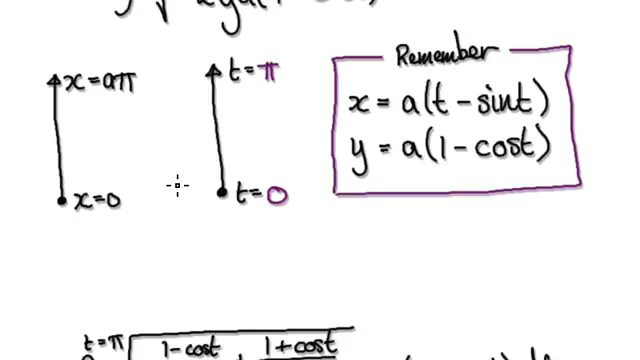 x = aπ
t = π
x = 0
t = 0
Remember
x = a(t - sint)
y = a(1 - cost)
t = π
1 - cost
1 + cost